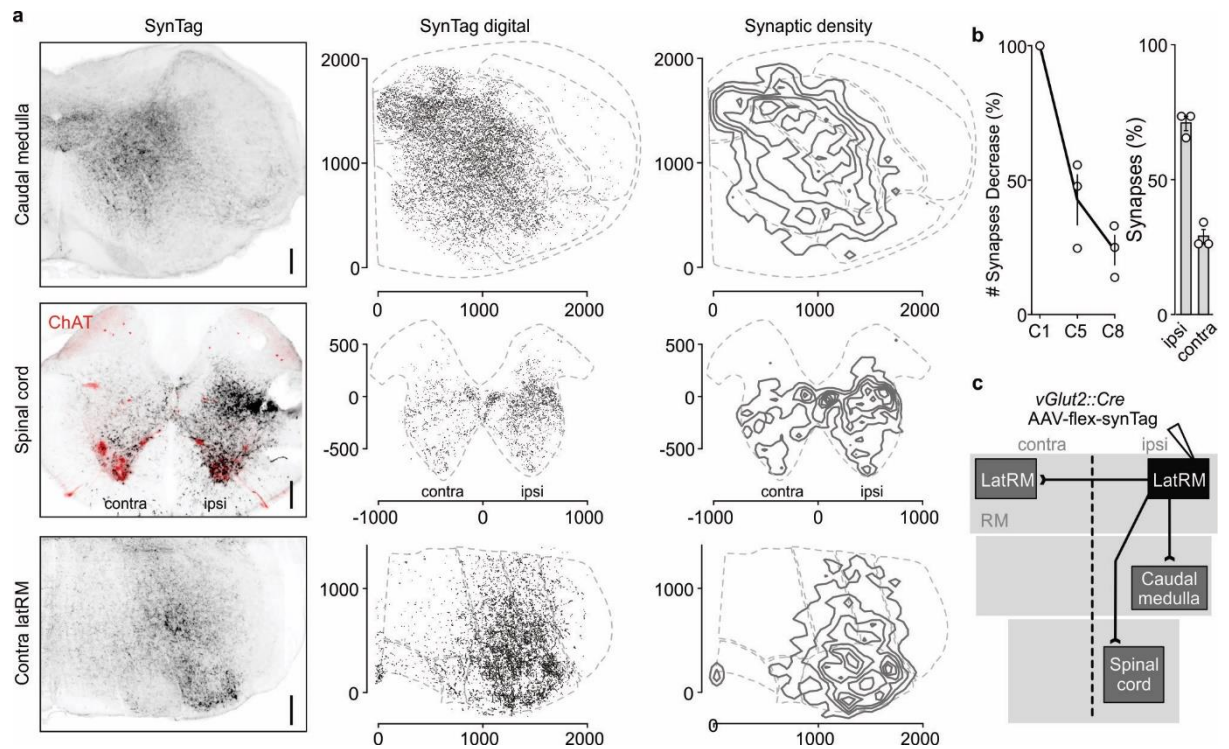 a
SynTag
SynTag digital
Synaptic density
Caudal medulla
2000
1000
0
0
1000
2000
2000
1000
0
0
1000
2000
Spinal cord
ChAT
contra
ipsi
500
0
-500
contra
ipsi
-1000
0
1000
500
0
-500
contra
ipsi
-1000
0
1000
Contra latRM
1000
0
0
1000
2000
1000
0
0
1000
2000
b
# Synapses Decrease (%)
100
50
0
C1
C5
C8
Synapses (%)
100
50
0
ipsi
contra
c
vGlut2::Cre
AAV-flex-synTag
contra
ipsi
LatRM
LatRM
RM
Caudal
medulla
Spinal
cord